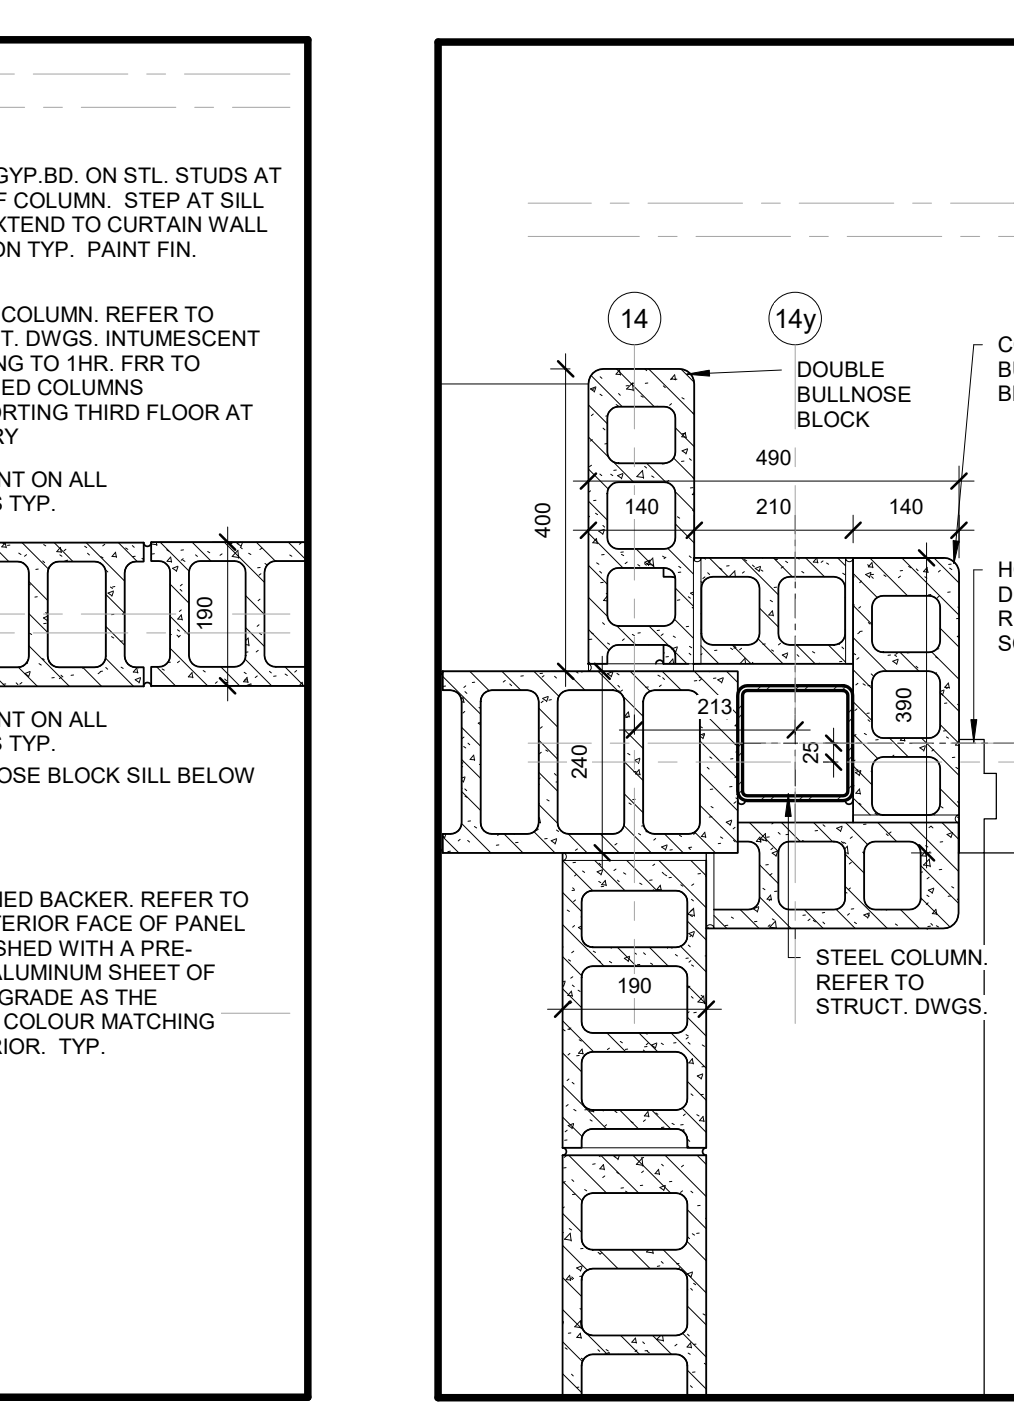 GYP.BD. ON STL. STUDS AT
F COLUMN. STEP AT SILL
XTEND TO CURTAIN WALL
ON TYP. PAINT FIN.
COLUMN. REFER TO
T. DWGS. INTUMESCENT
NG TO 1HR. FRR TO
ED COLUMNS
ORTING THIRD FLOOR AT
RY
NT ON ALL
S TYP.
190
NT ON ALL
S TYP.
OSE BLOCK SILL BELOW
HED BACKER. REFER TO
TERIOR FACE OF PANEL
SHED WITH A PRE-
ALUMINUM SHEET OF
GRADE AS THE
COLOUR MATCHING
RIOR. TYP.
14
14y
DOUBLE
BULLNOSE
BLOCK
490
400
140
210
140
213
240
25
390
190
STEEL COLUMN.
REFER TO
STRUCT. DWGS.